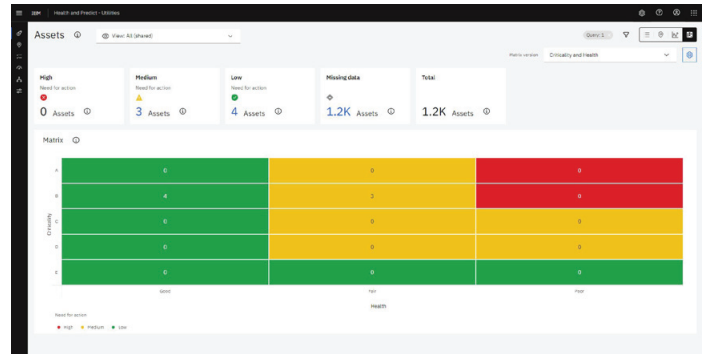 IBM Health and Predict - Utilities
Assets
View: All (shared)
Query: 1
Matrix version
Criticality and Health
High Medium Low Missing data Total
Need for action Need for action Need for action
0 Assets 3 Assets 4 Assets 1.2K Assets 1.2K Assets
Matrix
A 0 0 0
B 4 3 0
C 0 0 0
D 0 0 0
E 0 0 0
Criticality
Good Fair Poor
Health
Need for action
High Medium Low